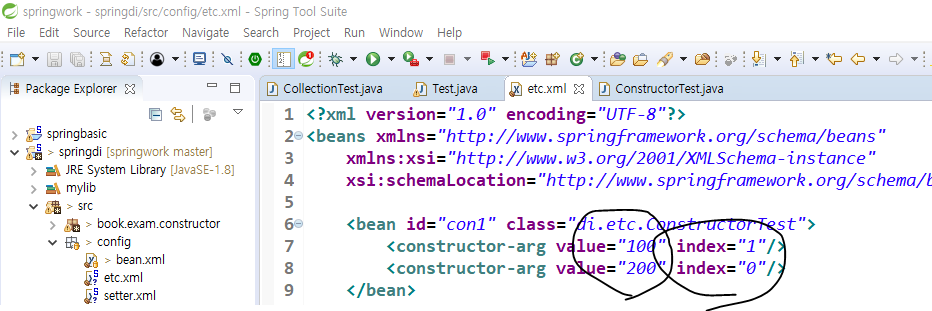 springwork - springdi/src/config/etc.xml - Spring Tool Suite
File Edit Source Refactor Navigate Search Project Run Window Help
Package Explorer
springbasic
> springdi [springwork master]
JRE System Library [JavaSE-1.8]
mylib
> src
> book.exam.constructor
> config
> bean.xml
etc.xml
setter.xml
CollectionTest.java Test.java etc.xml ConstructorTest.java
1 <?xml version="1.0" encoding="UTF-8"?>
2 <beans xmlns="http://www.springframework.org/schema/beans"
3 xmlns:xsi="http://www.w3.org/2001/XMLSchema-instance"
4 xsi:schemaLocation="http://www.springframework.org/schema/b
5
6 <bean id="con1" class="di.etc.ConstructorTest">
7 <constructor-arg value="100" index="1"/>
8 <constructor-arg value="200" index="0"/>
9 </bean>